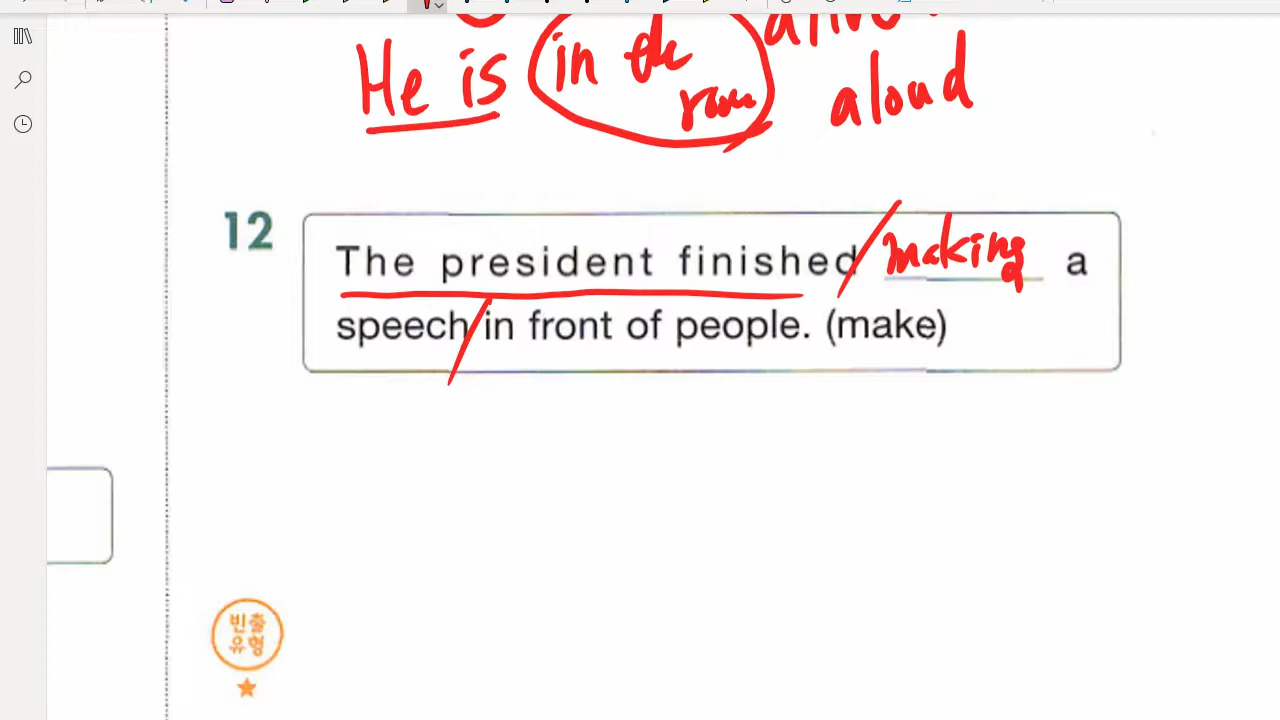 He is in the room
aloud
12
The president finished making a
speech in front of people. (make)
빈출
유형